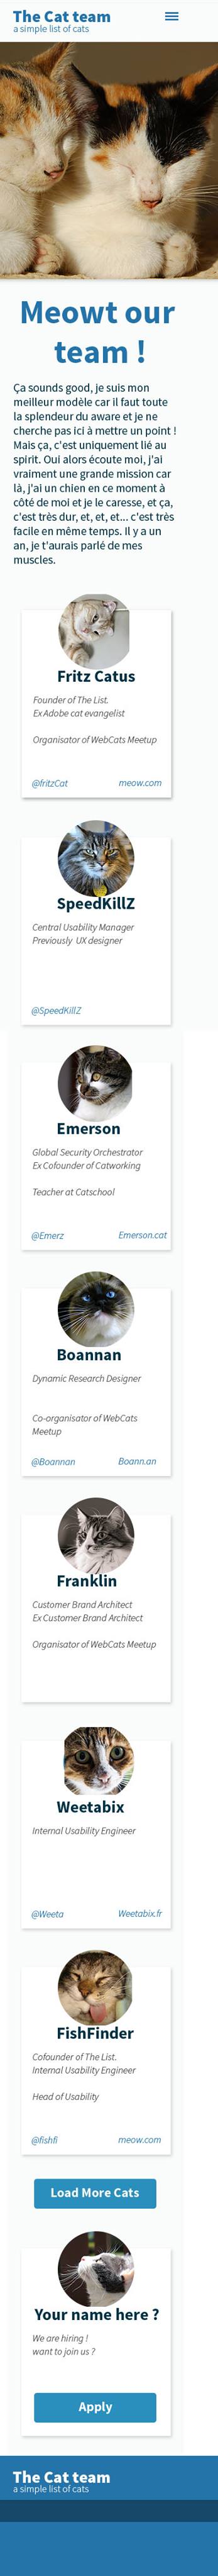 The Cat team
a simple list of cats
Meowt our
team !
Ça sounds good, je suis mon
meilleur modèle car il faut toute
la splendeur du aware et je ne
cherche pas ici à mettre un point !
Mais ça, c'est uniquement lié au
spirit. Oui alors écoute moi, j'ai
vraiment une grande mission car
là, j'ai un chien en ce moment à
côté de moi et je le caresse, et ça,
c'est très dur, et, et, et... c'est très
facile en même temps. Il y a un
an, je t'aurais parlé de mes
muscles.
Fritz Catus
Founder of The List.
Ex Adobe cat evangelist
Organisator of WebCats Meetup
@fritzCat meow.com
SpeedKillZ
Central Usability Manager
Previously UX designer
@SpeedKillZ
Emerson
Global Security Orchestrator
Ex Cofounder of Catworking
Teacher at Catschool
@Emerz Emerson.cat
Boannan
Dynamic Research Designer
Co-organisator of WebCats
Meetup
@Boannan Boann.an
Franklin
Customer Brand Architect
Ex Customer Brand Architect
Organisator of WebCats Meetup
Weetabix
Internal Usability Engineer
@Weeta Weetabix.fr
FishFinder
Cofounder of The List.
Internal Usability Engineer
Head of Usability
@fishfi meow.com
Load More Cats
Your name here ?
We are hiring !
want to join us ?
Apply
The Cat team
a simple list of cats